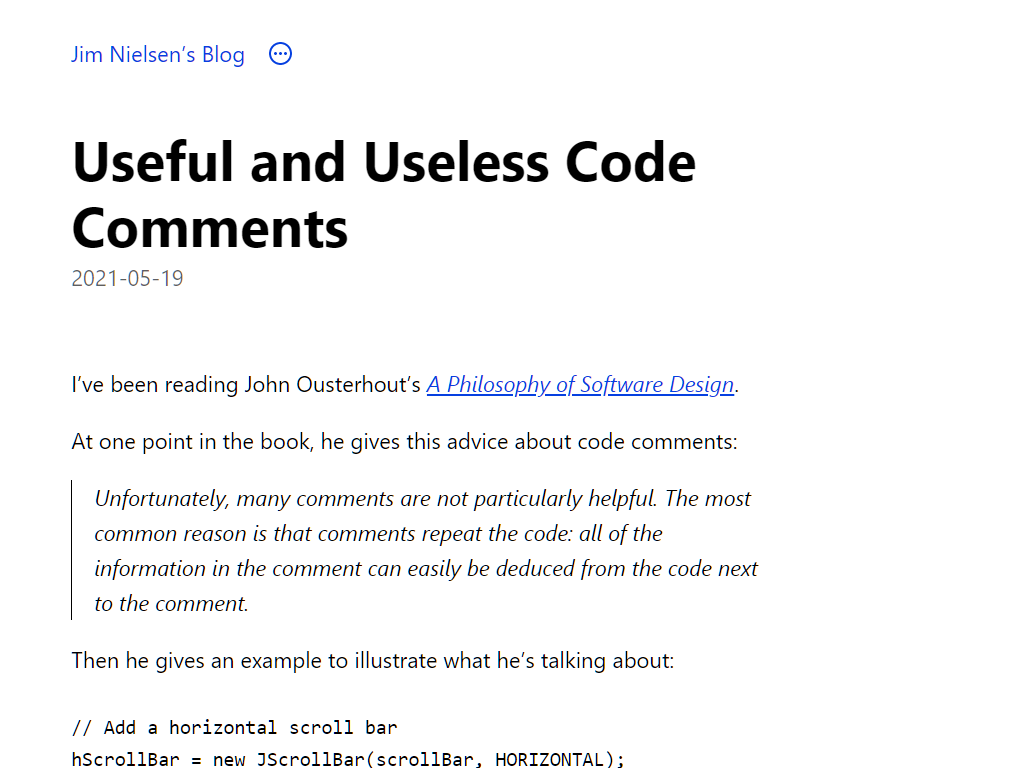 Jim Nielsen’s Blog
Useful and Useless Code
Comments
2021-05-19
I’ve been reading John Ousterhout’s A Philosophy of Software Design.
At one point in the book, he gives this advice about code comments:
Unfortunately, many comments are not particularly helpful. The most
common reason is that comments repeat the code: all of the
information in the comment can easily be deduced from the code next
to the comment.
Then he gives an example to illustrate what he’s talking about:
// Add a horizontal scroll bar
hScrollBar = new JScrollBar(scrollBar, HORIZONTAL);